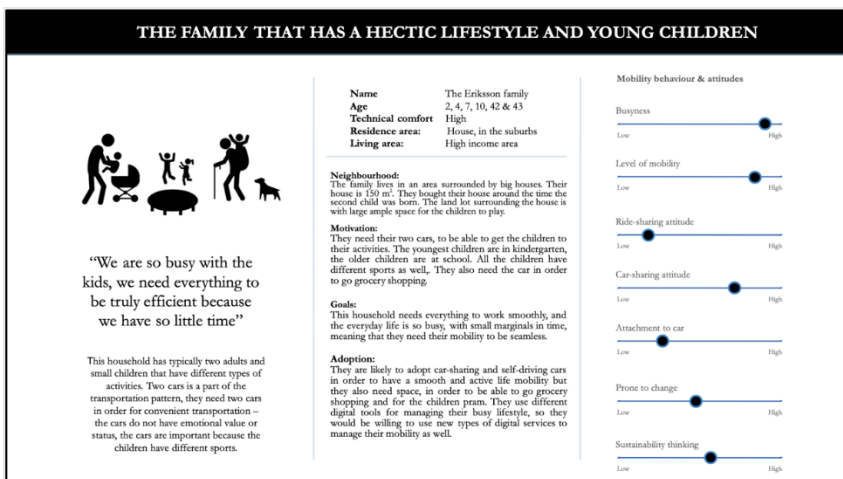 THE FAMILY THAT HAS A HECTIC LIFESTYLE AND YOUNG CHILDREN
“We are so busy with the
kids, we need everything to
be truly efficient because
we have so little time”
This household has typically two adults and
small children that have different types of
activities. Two cars is a part of the
transportation pattern, they need two cars
in order for convenient transportation –
the cars do not have emotional value or
status, the cars are important because the
children have different sports.
Name The Eriksson family
Age 2, 4, 7, 10, 42 & 43
Technical comfort High
Residence area: House, in the suburbs
Living area: High income area
Neighbourhood:
The family lives in an area surrounded by big houses. Their
house is 150 m². They bought their house around the time the
second child was born. The land lot surrounding the house is
with large ample space for the children to play.
Motivation:
They need their two cars, to be able to get the children to
their activities. The youngest children are in kindergarten,
the older children are at school. All the children have
different sports as well,. They also need the car in order
to go grocery shopping.
Goals:
This household needs everything to work smoothly, and
the everyday life is so busy, with small marginals in time,
meaning that they need their mobility to be seamless.
Adoption:
They are likely to adopt car-sharing and self-driving cars
in order to have a smooth and active life mobility but
they also need space, in order to be able to go grocery
shopping and for the children pram. They use different
digital tools for managing their busy lifestyle, so they
would be willing to use new types of digital services to
manage their mobility as well.
Mobility behaviour & attitudes
Busyness
Low High
Level of mobility
Low High
Ride-sharing attitude
Low High
Car-sharing attitude
Low High
Attachment to car
Low High
Prone to change
Low High
Sustainability thinking
Low High